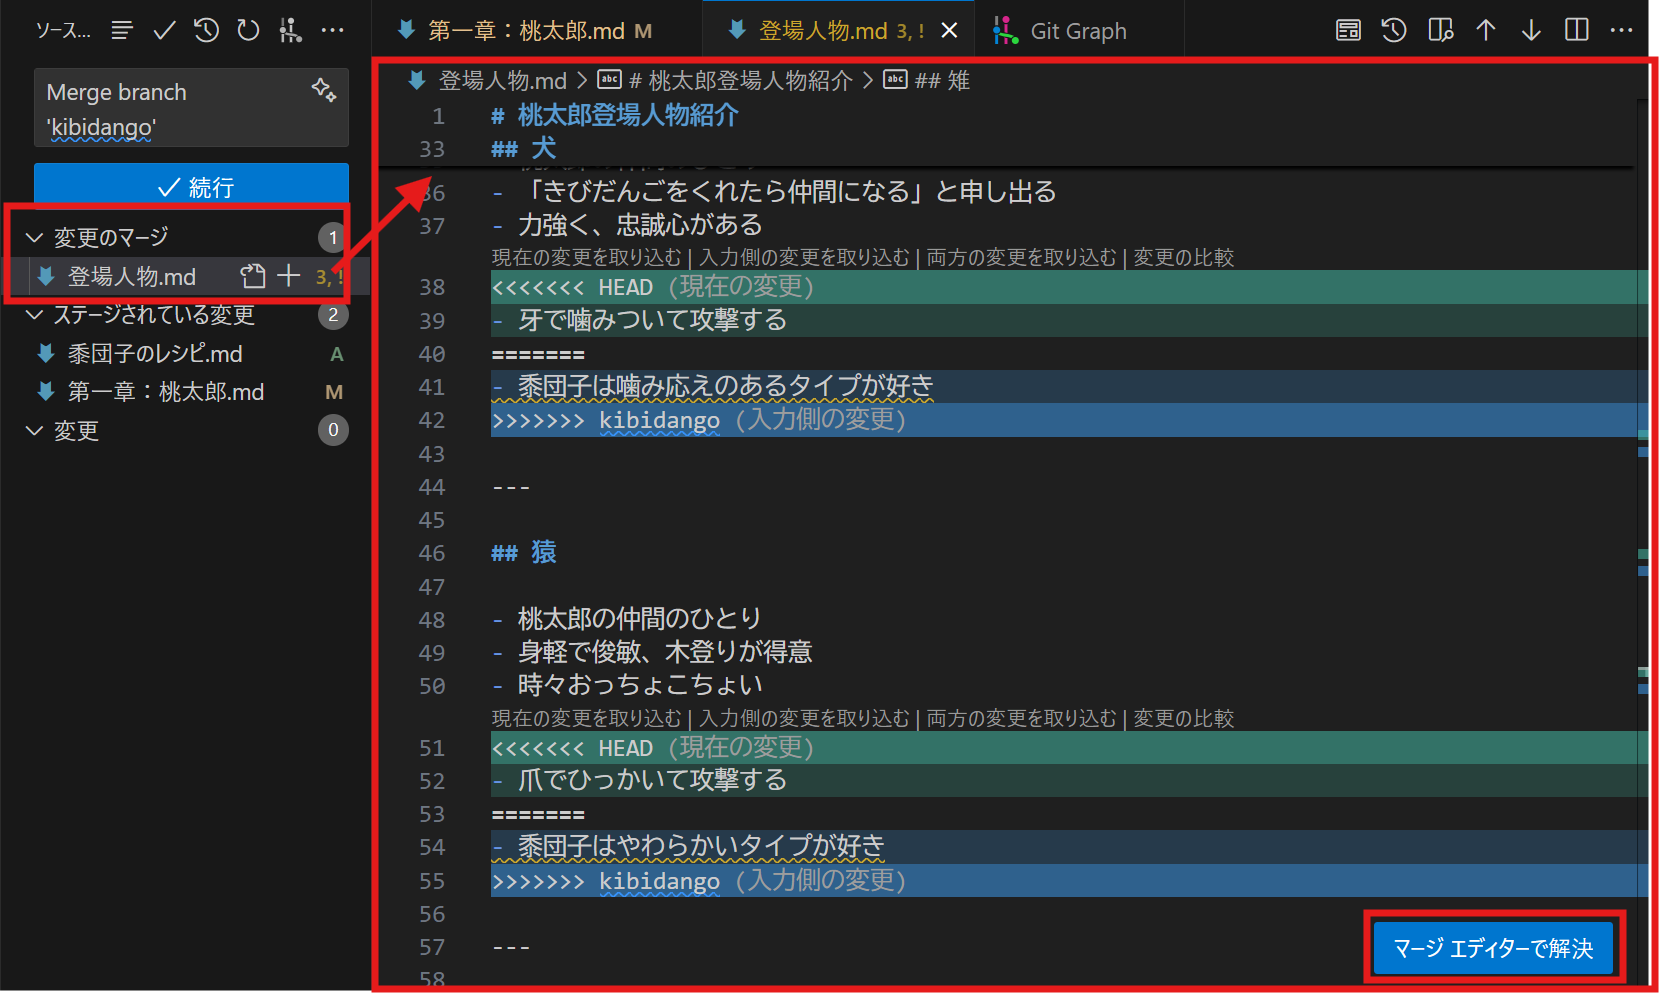 ソース...
Merge branch
'kibidango'
続行
変更のマージ 1
登場人物.md 3, !
ステージされている変更 2
黍団子のレシピ.md A
第一章：桃太郎.md M
変更 0
第一章：桃太郎.md M
登場人物.md 3, !
Git Graph
登場人物.md > # 桃太郎登場人物紹介 > ## 雉
1 # 桃太郎登場人物紹介
33 ## 犬
36 - 「きびだんごをくれたら仲間になる」と申し出る
37 - 力強く、忠誠心がある
現在の変更を取り込む | 入力側の変更を取り込む | 両方の変更を取り込む | 変更の比較
38 <<<<<<< HEAD (現在の変更)
39 - 牙で噛みついて攻撃する
40 =======
41 - 黍団子は噛み応えのあるタイプが好き
42 >>>>>>> kibidango (入力側の変更)
43
44 ---
45
46 ## 猿
47
48 - 桃太郎の仲間のひとり
49 - 身軽で俊敏、木登りが得意
50 - 時々おっちょこちょい
現在の変更を取り込む | 入力側の変更を取り込む | 両方の変更を取り込む | 変更の比較
51 <<<<<<< HEAD (現在の変更)
52 - 爪でひっかいて攻撃する
53 =======
54 - 黍団子はやわらかいタイプが好き
55 >>>>>>> kibidango (入力側の変更)
56
57 ---
58
マージ エディターで解決